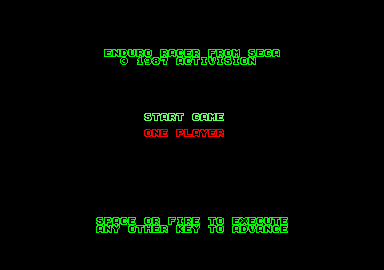 ENDURO RACER FROM SEGA
© 1987 ACTIVISION
START GAME
ONE PLAYER
SPACE OR FIRE TO EXECUTE
ANY OTHER KEY TO ADVANCE